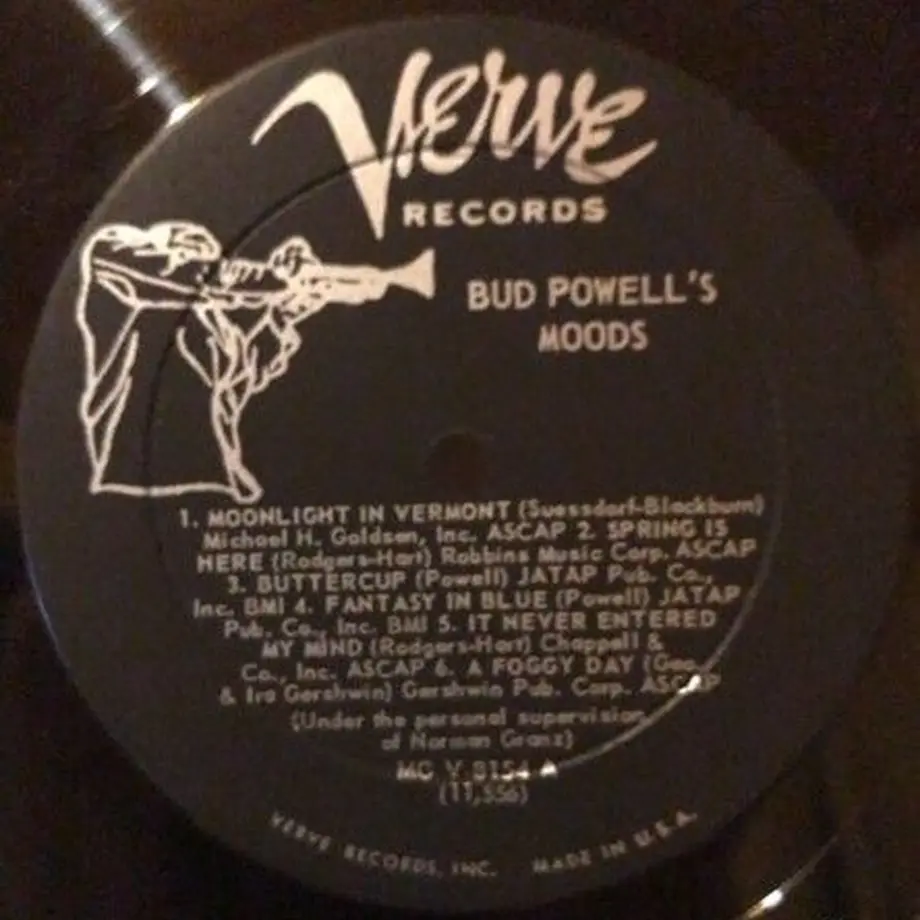 Verve
RECORDS
BUD POWELL'S
MOODS
1. MOONLIGHT IN VERMONT (Suessdorf-Blackburn)
Michael H. Goldsen, Inc. ASCAP 2. SPRING IS
HERE (Rodgers-Hart) Robbins Music Corp. ASCAP
3. BUTTERCUP (Powell) JATAP Pub. Co.,
Inc. BMI 4. FANTASY IN BLUE (Powell) JATAP
Pub. Co., Inc. BMI 5. IT NEVER ENTERED
MY MIND (Rodgers-Hart) Chappell &
Co., Inc. ASCAP 6. A FOGGY DAY (Geo.
& Ira Gershwin) Gershwin Pub. Corp. ASCAP
(Under the personal supervision
of Norman Granz)
MG V 8154 A
(11,556)
VERVE RECORDS, INC. MADE IN U.S.A.